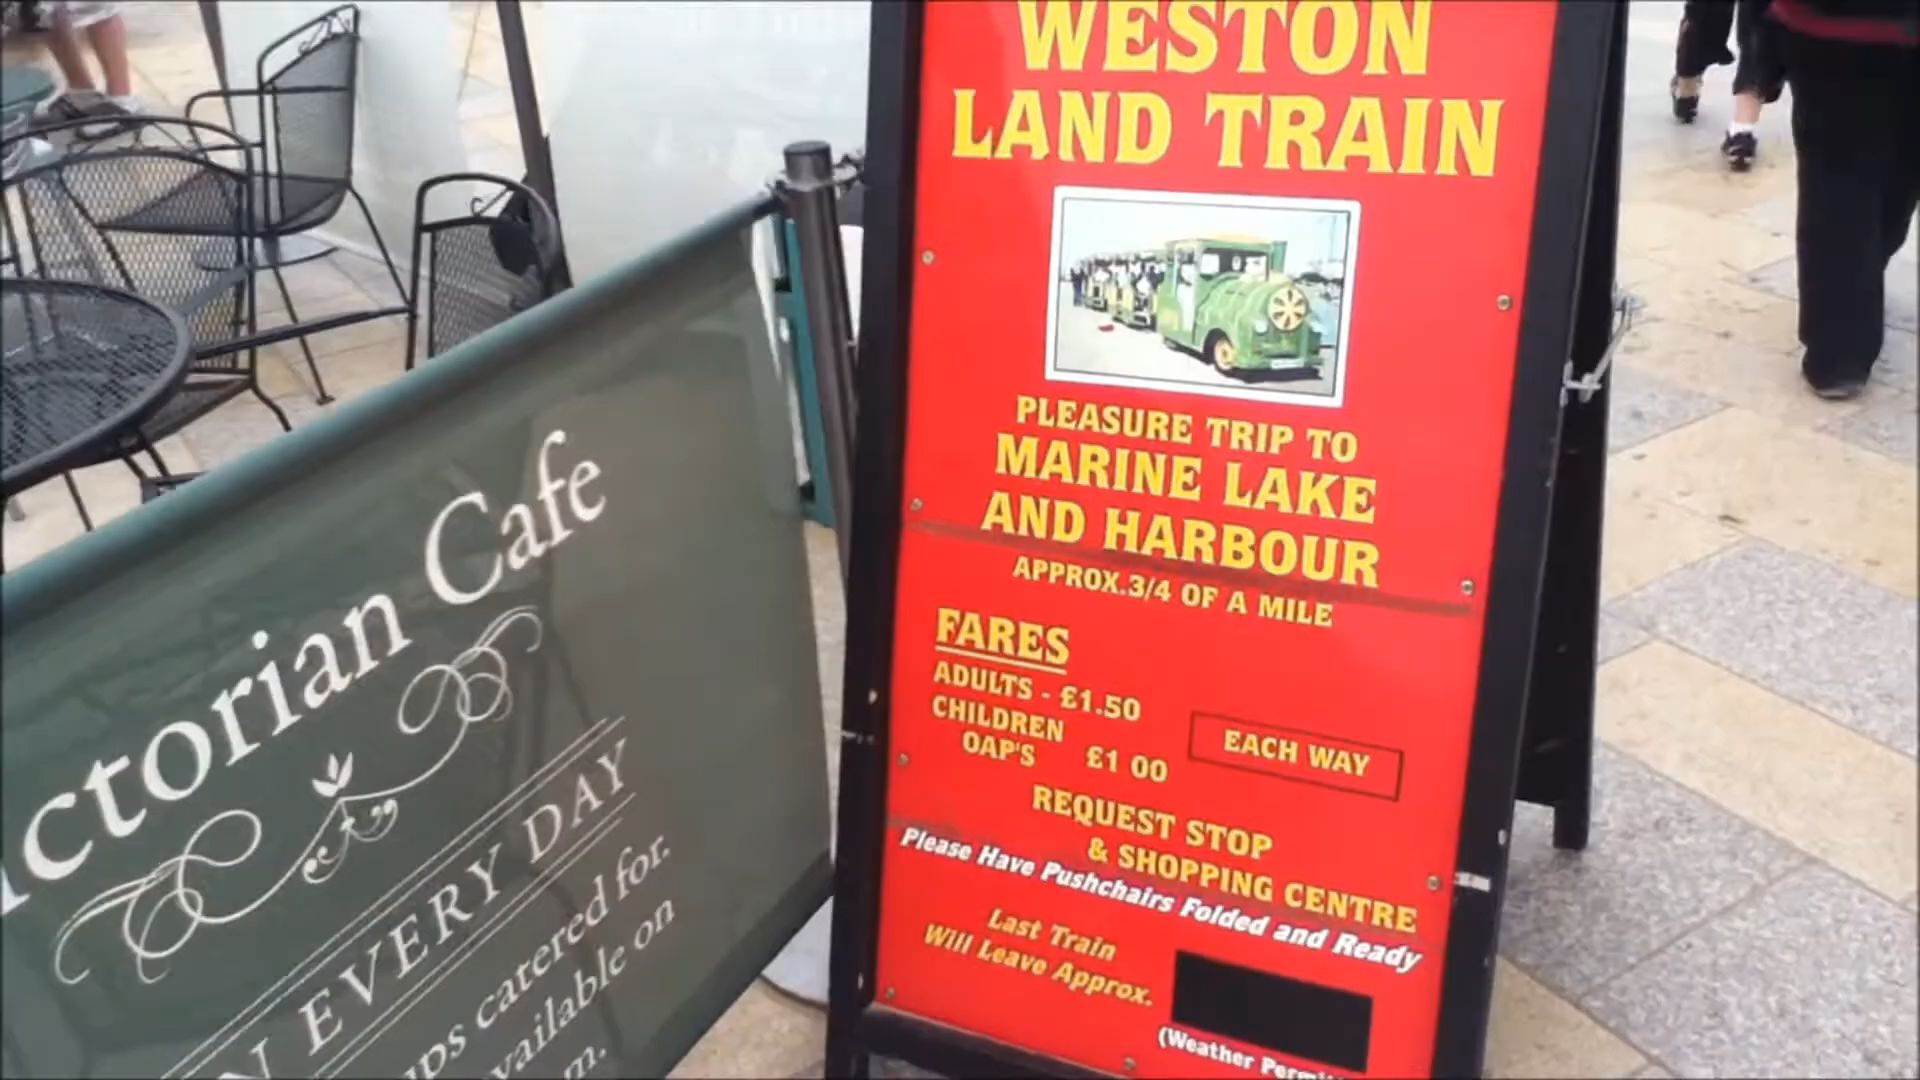 WESTON
LAND TRAIN
PLEASURE TRIP TO
MARINE LAKE
AND HARBOUR
APPROX.3/4 OF A MILE
FARES
ADULTS - £1.50
CHILDREN
OAP'S £1 00
EACH WAY
REQUEST STOP
& SHOPPING CENTRE
Please Have Pushchairs Folded and Ready
Last Train
Will Leave Approx.
(Weather
ctorian Cafe
N EVERY DAY
ups catered for.
vailable on
m.